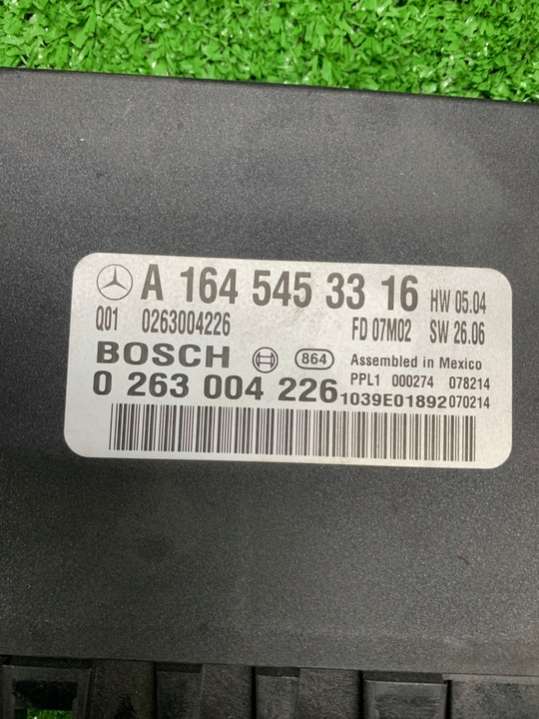 A 164 545 33 16 HW 05.04
Q01 0263004226 FD 07M02 SW 26.06
BOSCH 864 Assembled in Mexico
0 263 004 226 PPL1 000274 078214
1039E01892070214